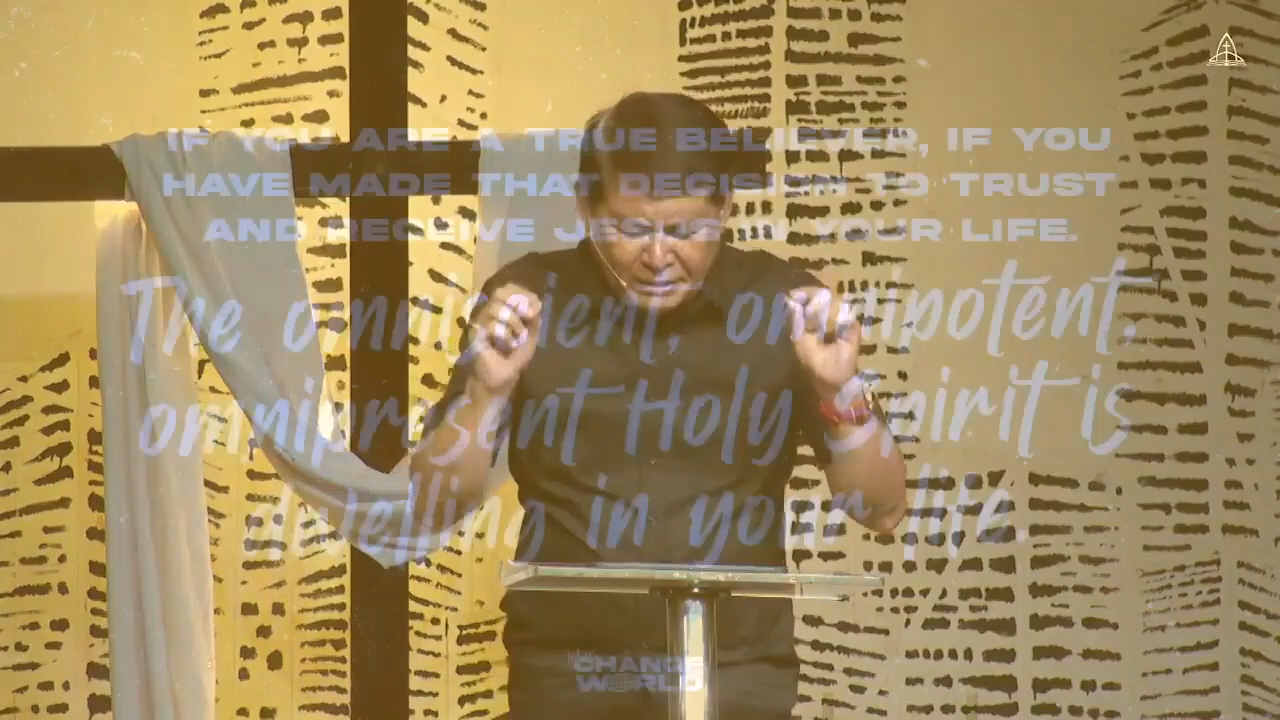 IF YOU ARE A TRUE BELIEVER, IF YOU
HAVE MADE THAT DECISION TO TRUST
AND RECEIVE JESUS IN YOUR LIFE.
The omniscient, omnipotent,
omnipresent Holy Spirit is
dwelling in your life.
CHANGE
WORLD